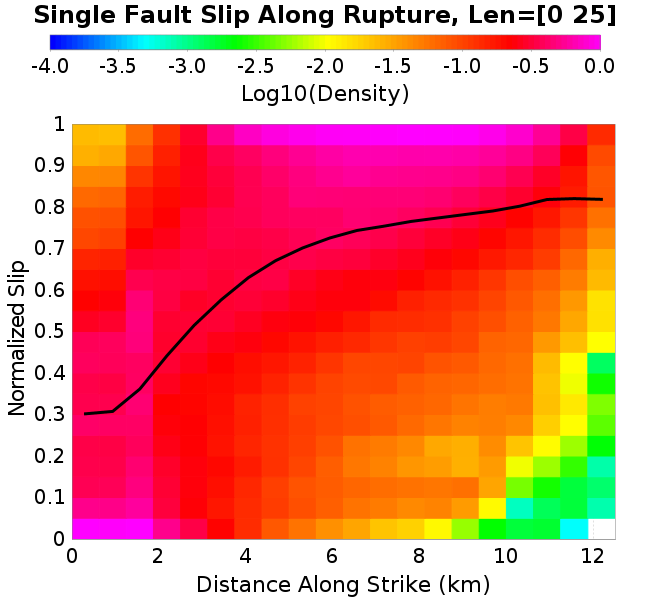 Single Fault Slip Along Rupture, Len=[0 25]
-4.0 -3.5 -3.0 -2.5 -2.0 -1.5 -1.0 -0.5 0.0
Log10(Density)
1
0.9
0.8
0.7
0.6
0.5
0.4
0.3
0.2
0.1
0
Normalized Slip
0 2 4 6 8 10 12
Distance Along Strike (km)